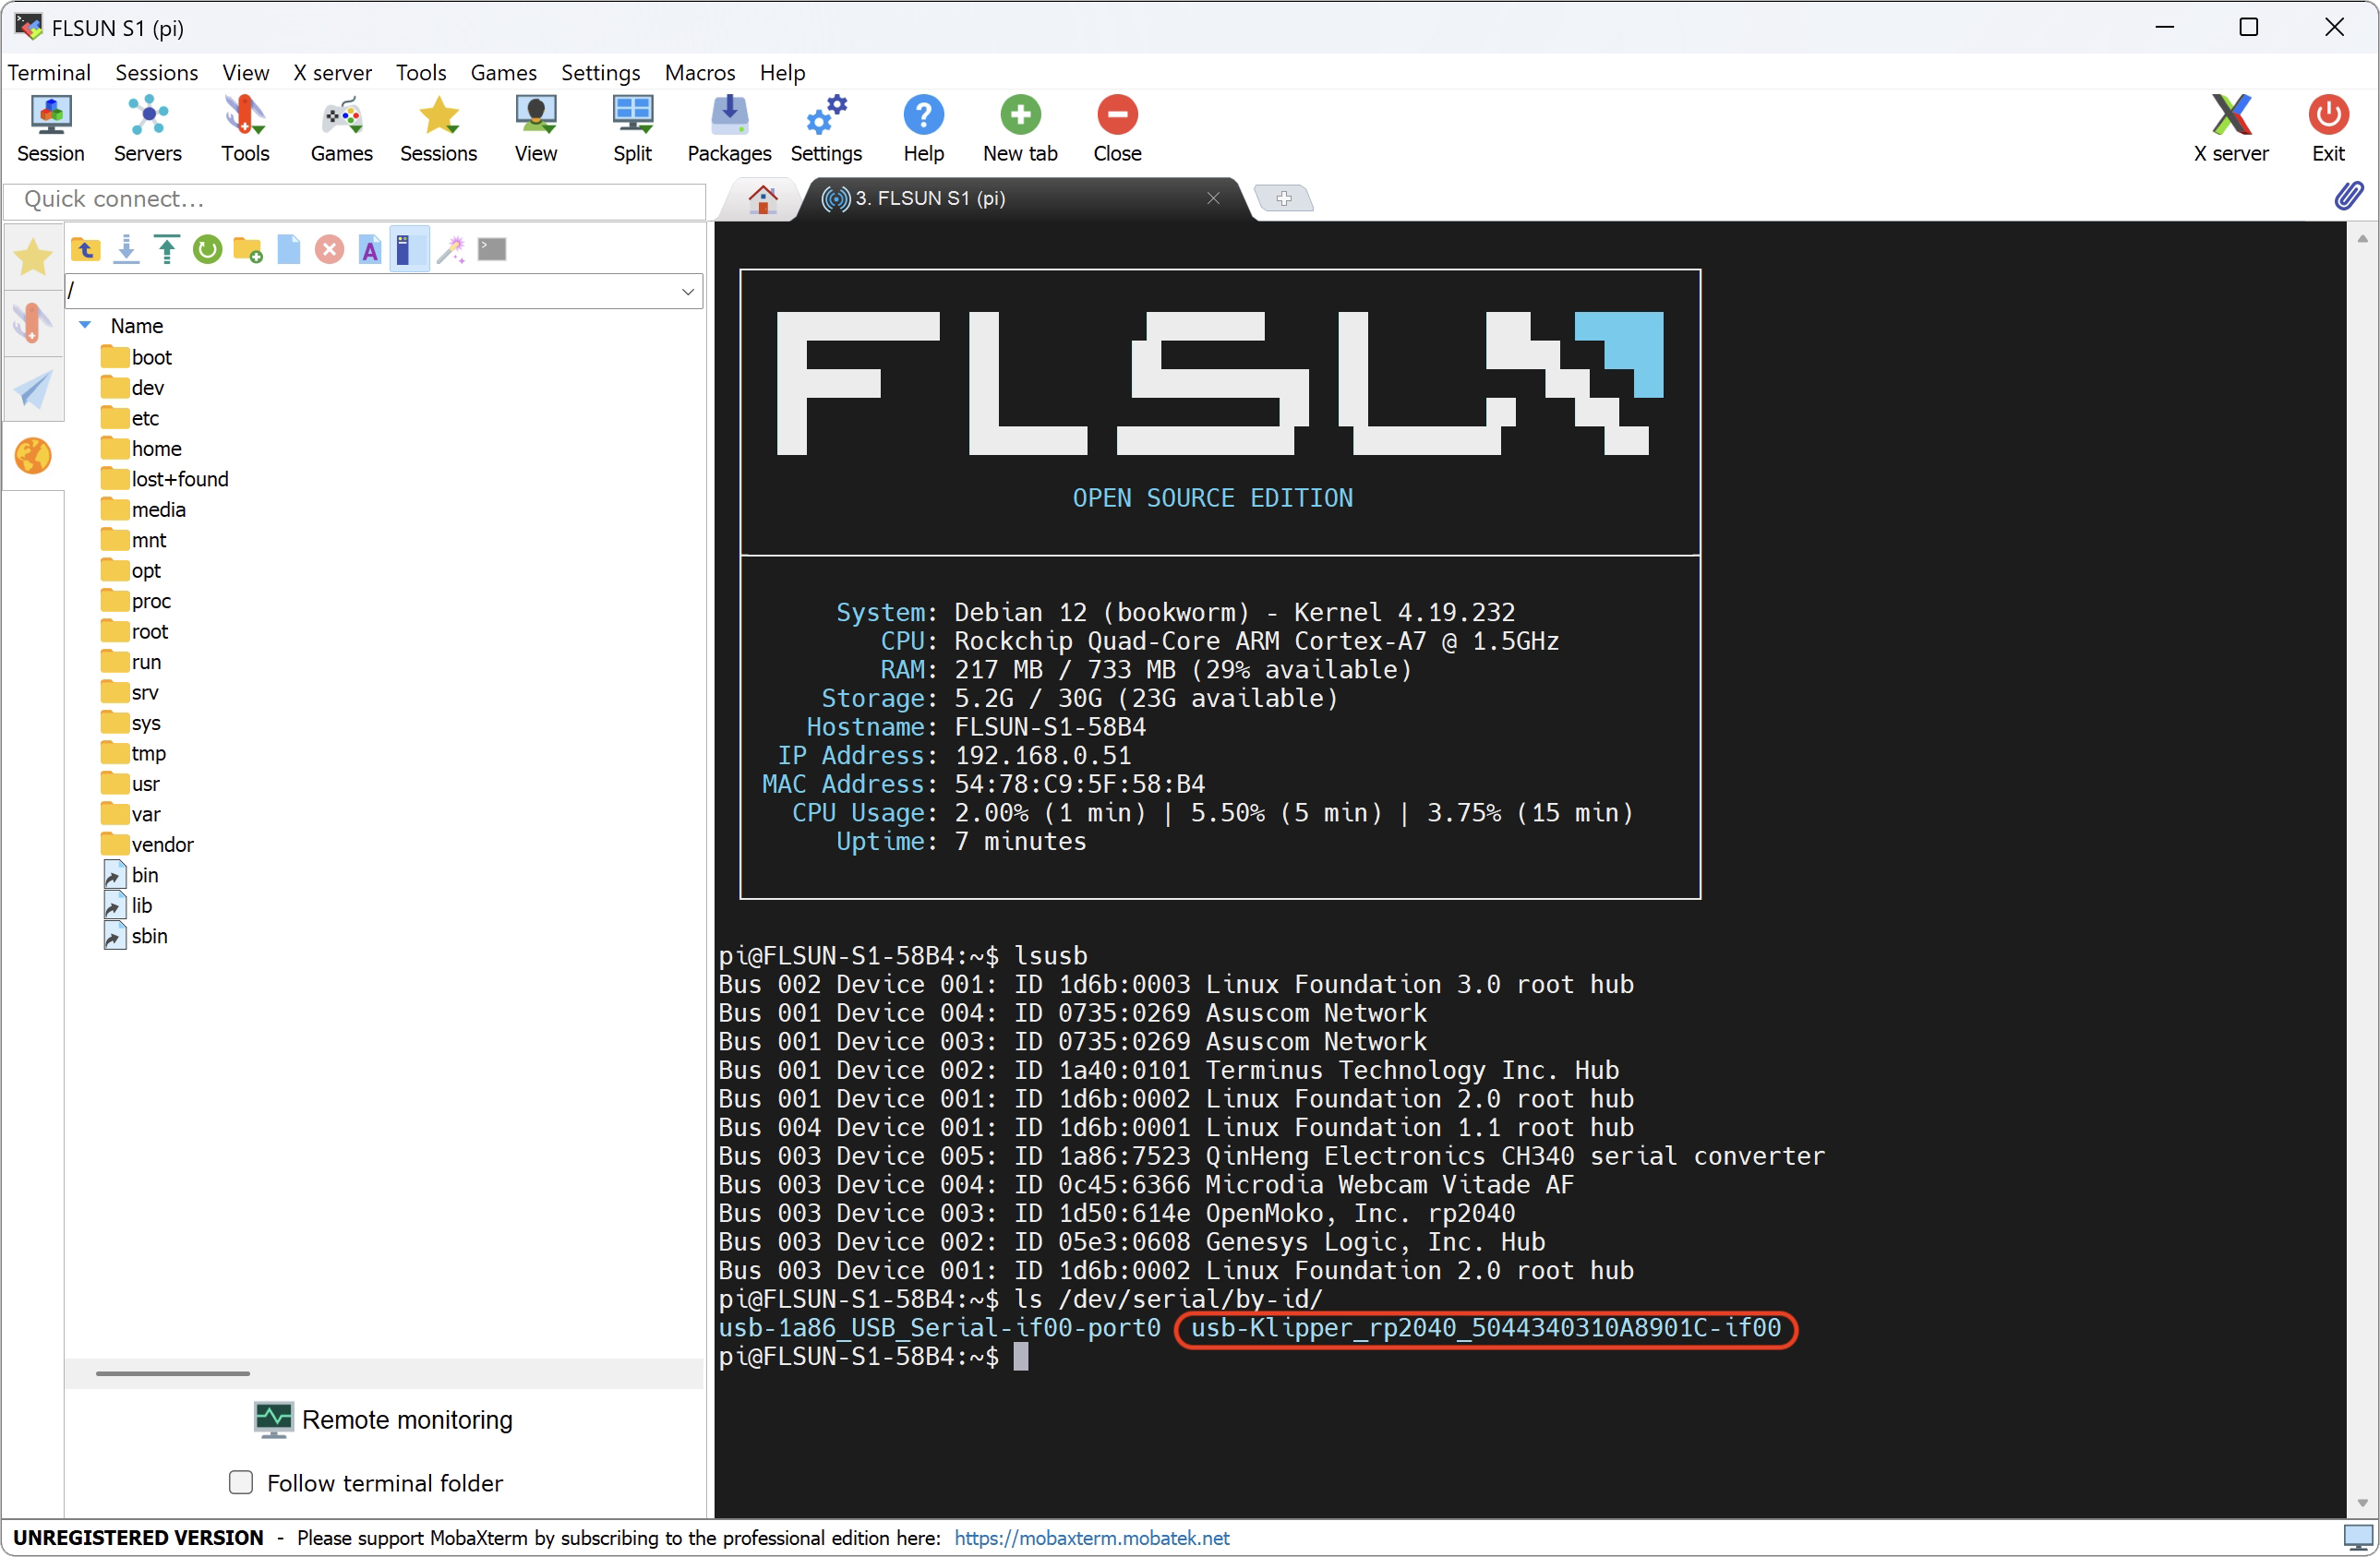 FLSUN S1 (pi)
Terminal Sessions View X server Tools Games Settings Macros Help
Session Servers Tools Games Sessions View Split Packages Settings Help New tab Close X server Exit
Quick connect...
3. FLSUN S1 (pi)
/
Name
boot
dev
etc
home
lost+found
media
mnt
opt
proc
root
run
srv
sys
tmp
usr
var
vendor
bin
lib
sbin
Remote monitoring
Follow terminal folder
FLSUN
OPEN SOURCE EDITION
System: Debian 12 (bookworm) - Kernel 4.19.232
CPU: Rockchip Quad-Core ARM Cortex-A7 @ 1.5GHz
RAM: 217 MB / 733 MB (29% available)
Storage: 5.2G / 30G (23G available)
Hostname: FLSUN-S1-58B4
IP Address: 192.168.0.51
MAC Address: 54:78:C9:5F:58:B4
CPU Usage: 2.00% (1 min) | 5.50% (5 min) | 3.75% (15 min)
Uptime: 7 minutes
pi@FLSUN-S1-58B4:~$ lsusb
Bus 002 Device 001: ID 1d6b:0003 Linux Foundation 3.0 root hub
Bus 001 Device 004: ID 0735:0269 Asuscom Network
Bus 001 Device 003: ID 0735:0269 Asuscom Network
Bus 001 Device 002: ID 1a40:0101 Terminus Technology Inc. Hub
Bus 001 Device 001: ID 1d6b:0002 Linux Foundation 2.0 root hub
Bus 004 Device 001: ID 1d6b:0001 Linux Foundation 1.1 root hub
Bus 003 Device 005: ID 1a86:7523 QinHeng Electronics CH340 serial converter
Bus 003 Device 004: ID 0c45:6366 Microdia Webcam Vitade AF
Bus 003 Device 003: ID 1d50:614e OpenMoko, Inc. rp2040
Bus 003 Device 002: ID 05e3:0608 Genesys Logic, Inc. Hub
Bus 003 Device 001: ID 1d6b:0002 Linux Foundation 2.0 root hub
pi@FLSUN-S1-58B4:~$ ls /dev/serial/by-id/
usb-1a86_USB_Serial-if00-port0 usb-Klipper_rp2040_5044340310A8901C-if00
pi@FLSUN-S1-58B4:~$
UNREGISTERED VERSION - Please support MobaXterm by subscribing to the professional edition here: https://mobaxterm.mobatek.net